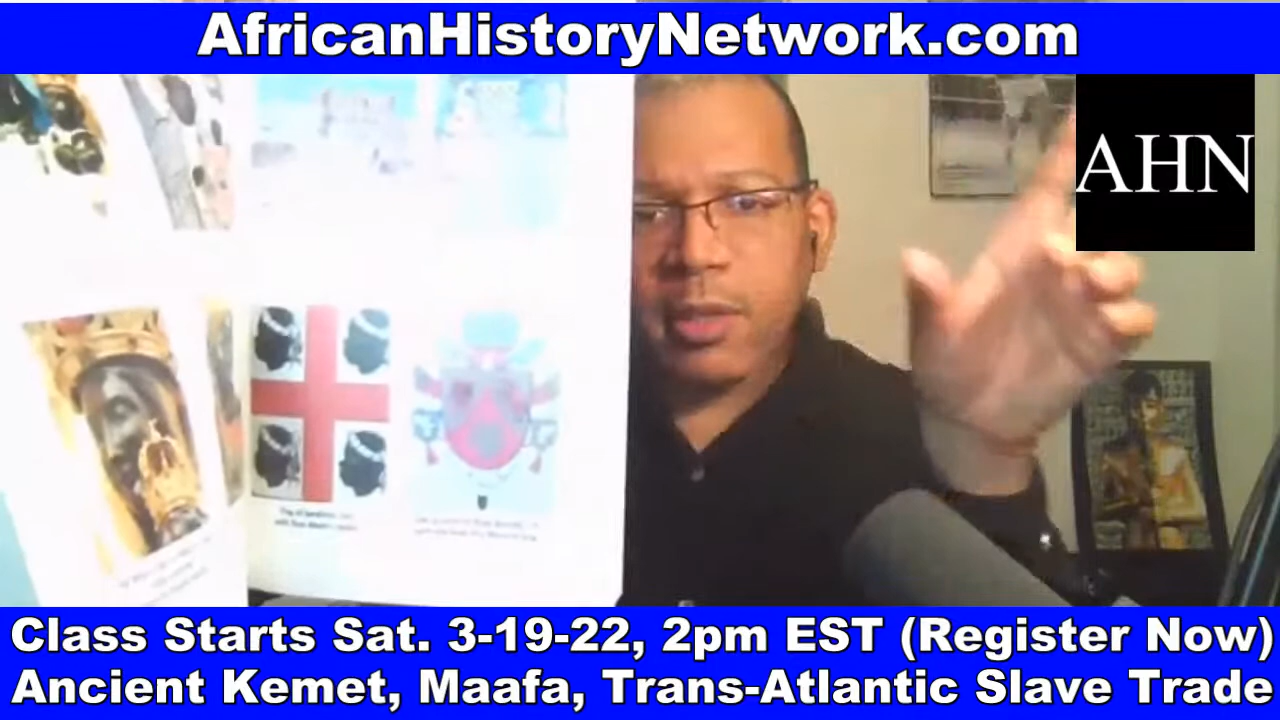 AfricanHistoryNetwork.com
AHN
Class Starts Sat. 3-19-22, 2pm EST (Register Now)
Ancient Kemet, Maafa, Trans-Atlantic Slave Trade